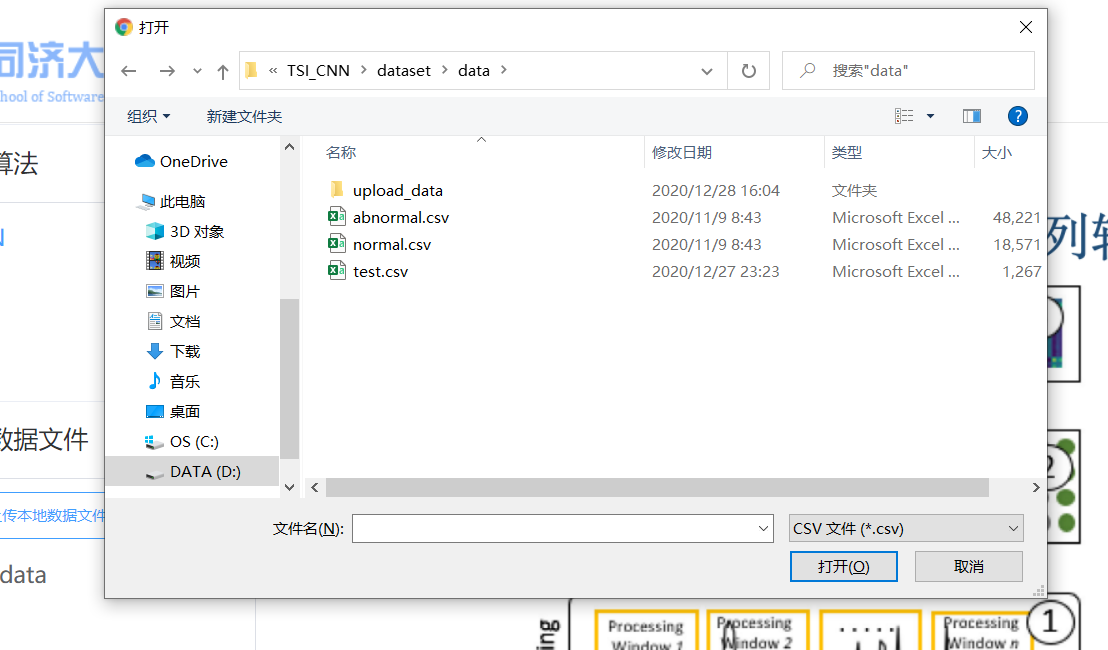 打开
« TSI_CNN > dataset > data >
搜索"data"
组织
新建文件夹
?
名称
修改日期
类型
大小
OneDrive
此电脑
3D 对象
视频
图片
文档
下载
音乐
桌面
OS (C:)
DATA (D:)
upload_data
2020/12/28 16:04
文件夹
abnormal.csv
2020/11/9 8:43
Microsoft Excel ...
48,221
normal.csv
2020/11/9 8:43
Microsoft Excel ...
18,571
test.csv
2020/12/27 23:23
Microsoft Excel ...
1,267
文件名(N):
CSV 文件 (*.csv)
打开(O)
取消
同济大
hool of Software
算法
数据文件
传本地数据文件
data
列转
2
ing
Processing
Window 1
Processing
Window 2
Processing
Window n
1